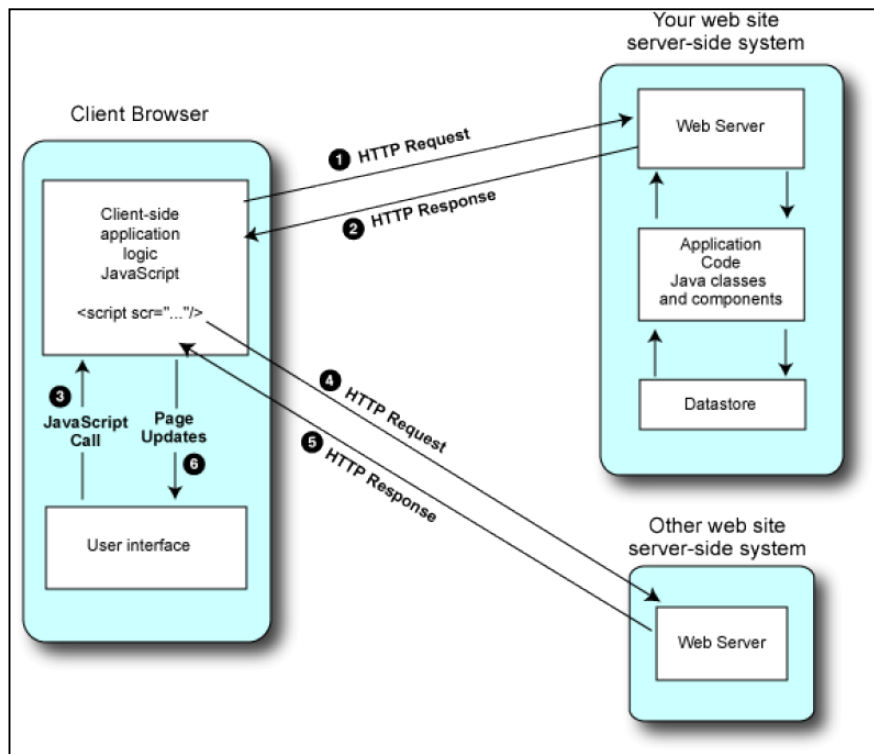 Your web site
server-side system
Client Browser
Web Server
1 HTTP Request
2 HTTP Response
Client-side
application
logic
JavaScript
<script scr="..."/>
Application
Code
Java classes
and components
Datastore
3
JavaScript
Call
Page
Updates
6
4 HTTP Request
5 HTTP Response
User interface
Other web site
server-side system
Web Server